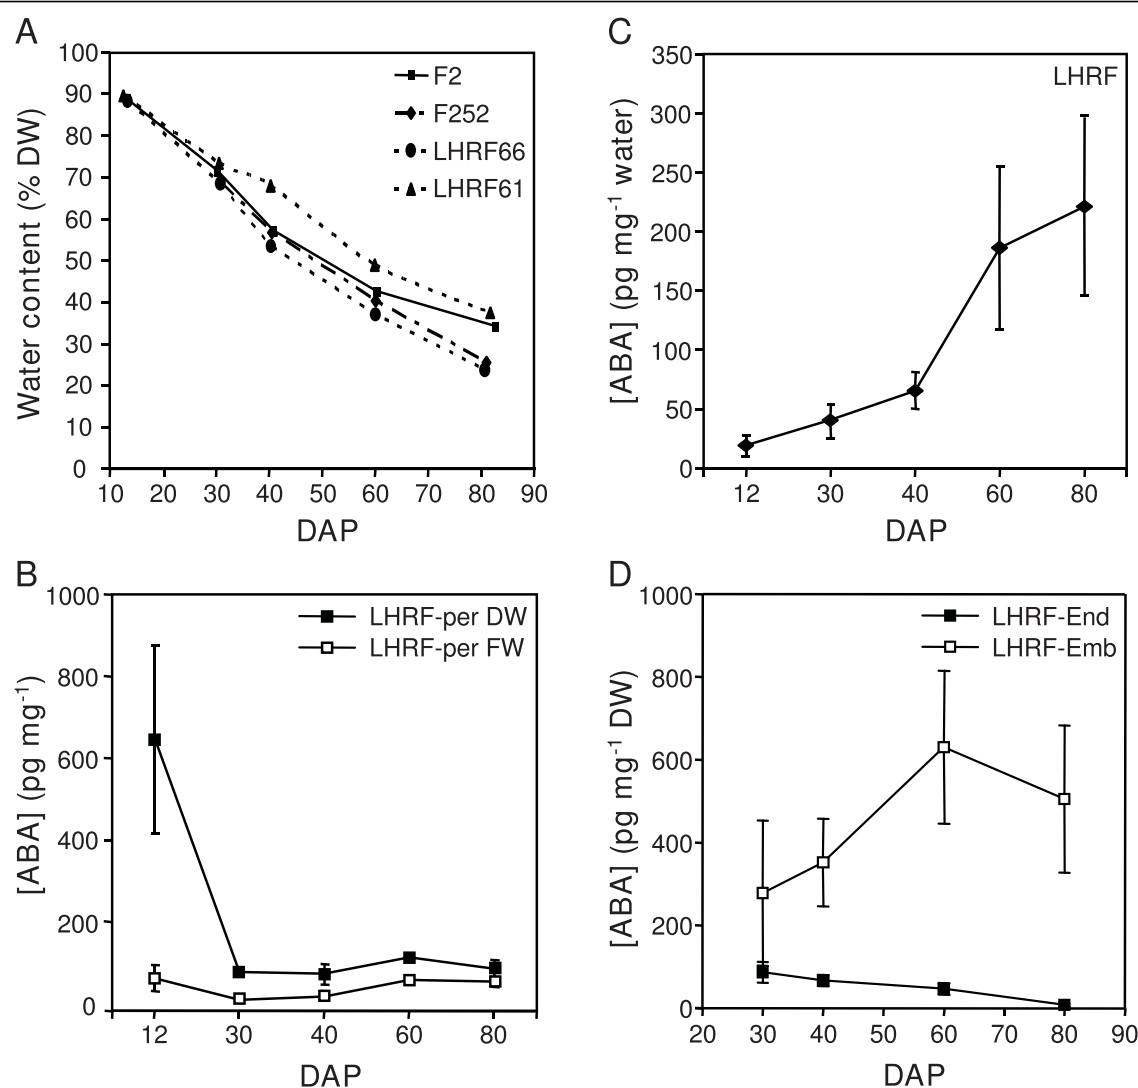 A
Water content (% DW)
100
90
80
70
60
50
40
30
20
10
0
F2
F252
LHRF66
LHRF61
10 20 30 40 50 60 70 80 90
DAP
C
[ABA] (pg mg⁻¹ water)
350
300
250
200
150
100
50
0
LHRF
12 30 40 60 80
DAP
B
[ABA] (pg mg⁻¹)
1000
800
600
400
200
0
LHRF-per DW
LHRF-per FW
12 30 40 60 80
DAP
D
[ABA] (pg mg⁻¹ DW)
1000
800
600
400
200
0
LHRF-End
LHRF-Emb
20 30 40 50 60 70 80 90
DAP